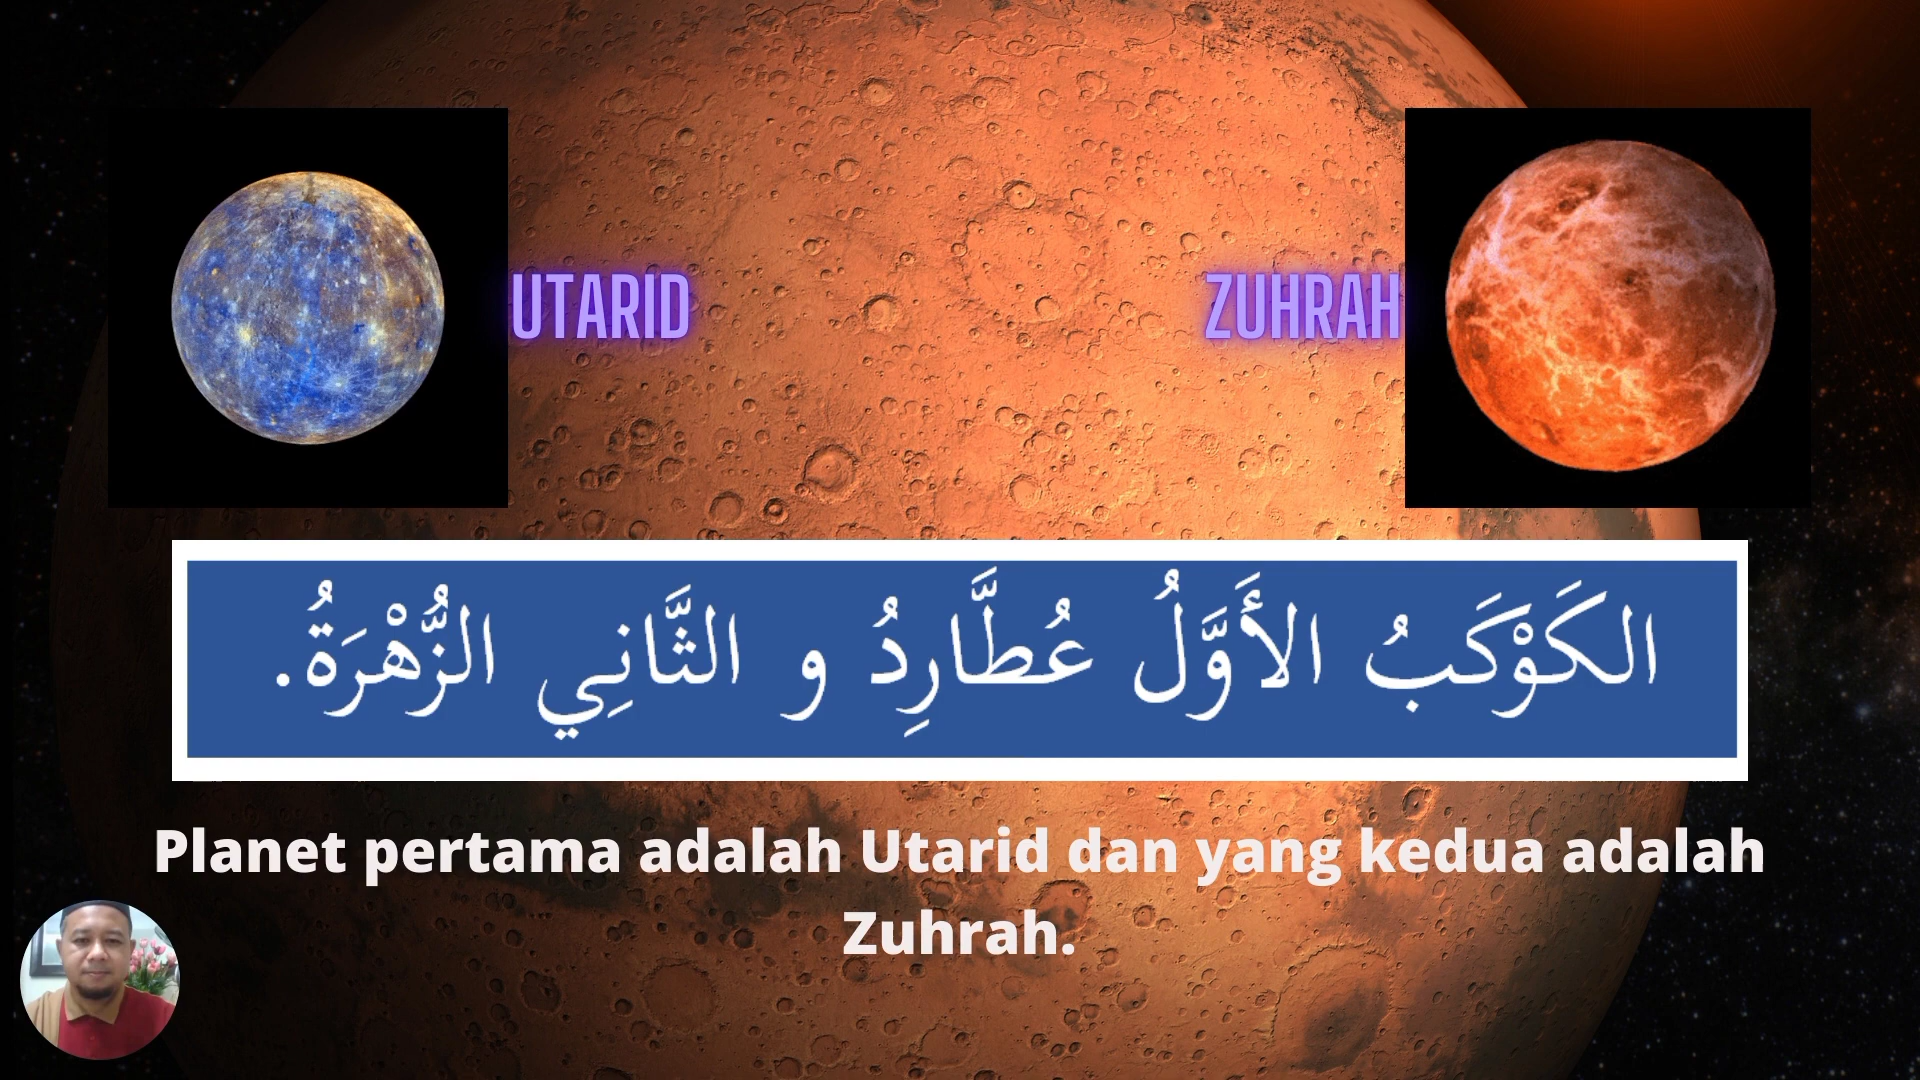 UTARID
ZUHRAH
الكَوْكَبُ الأَوَّلُ عُطَّارِدُ و الثَّانِي الزُّهْرَةُ.
Planet pertama adalah Utarid dan yang kedua adalah
Zuhrah.